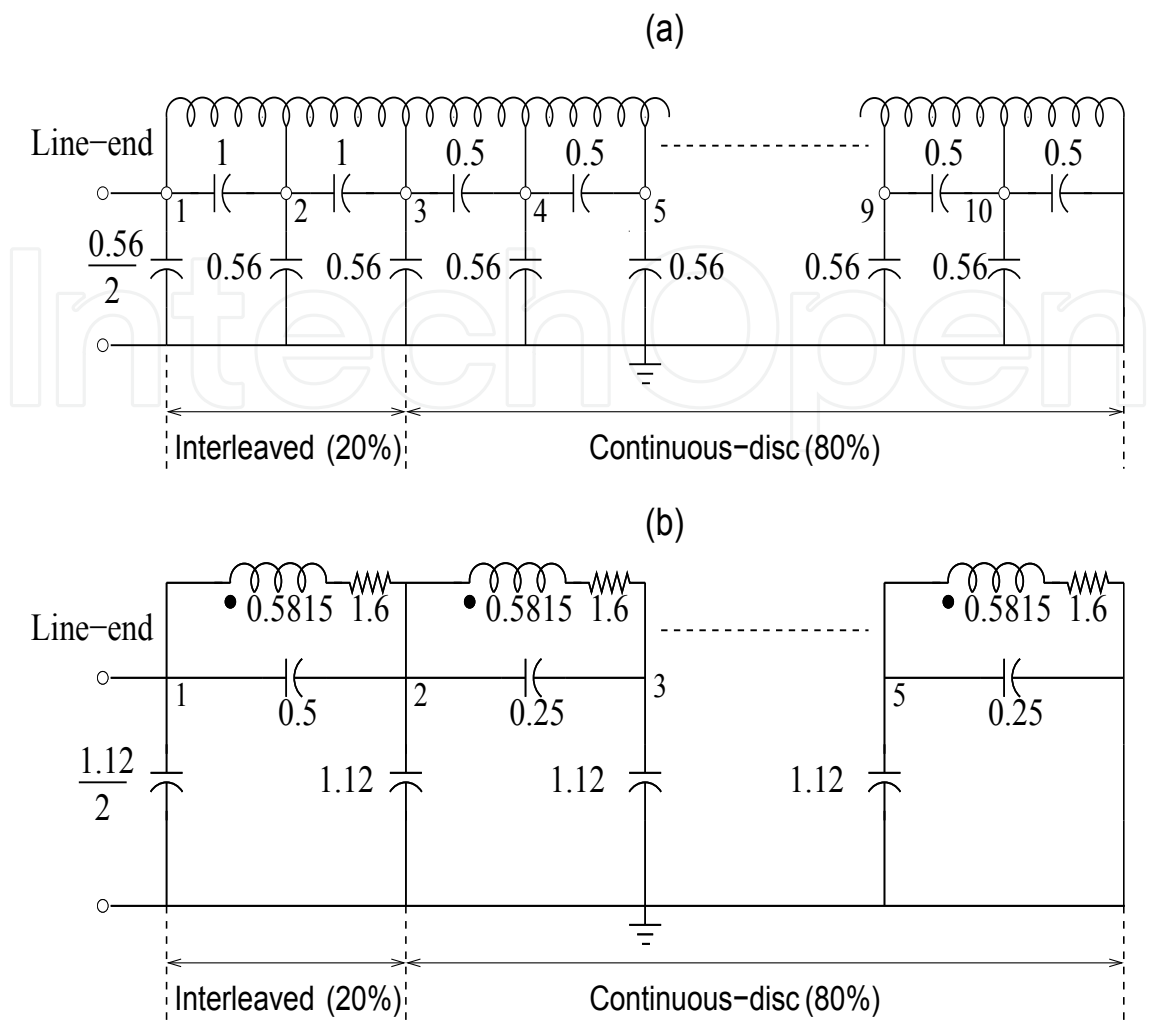 (a)
Line−end
1 1 0.5 0.5 0.5 0.5
1 2 3 4 5 9 10
0.56
2
0.56 0.56 0.56 0.56 0.56 0.56
IntechOpen
Interleaved (20%) Continuous−disc (80%)
(b)
0.5815 1.6 0.5815 1.6 0.5815 1.6
Line−end
1 2 3 5
0.5 0.25 0.25
1.12
2
1.12 1.12 1.12
Interleaved (20%) Continuous−disc (80%)